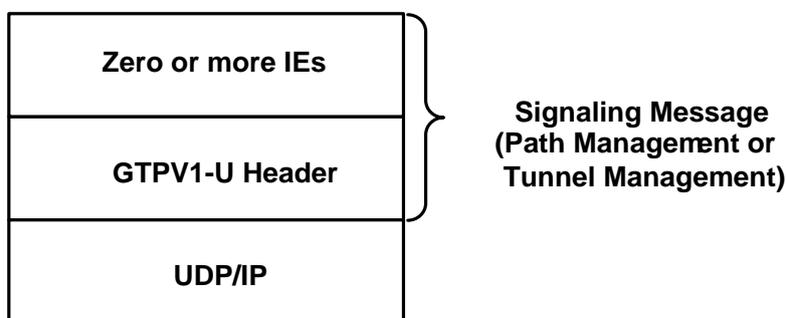 Zero or more IEs
GTPV1-U Header
UDP/IP
Signaling Message
(Path Management or
Tunnel Management)